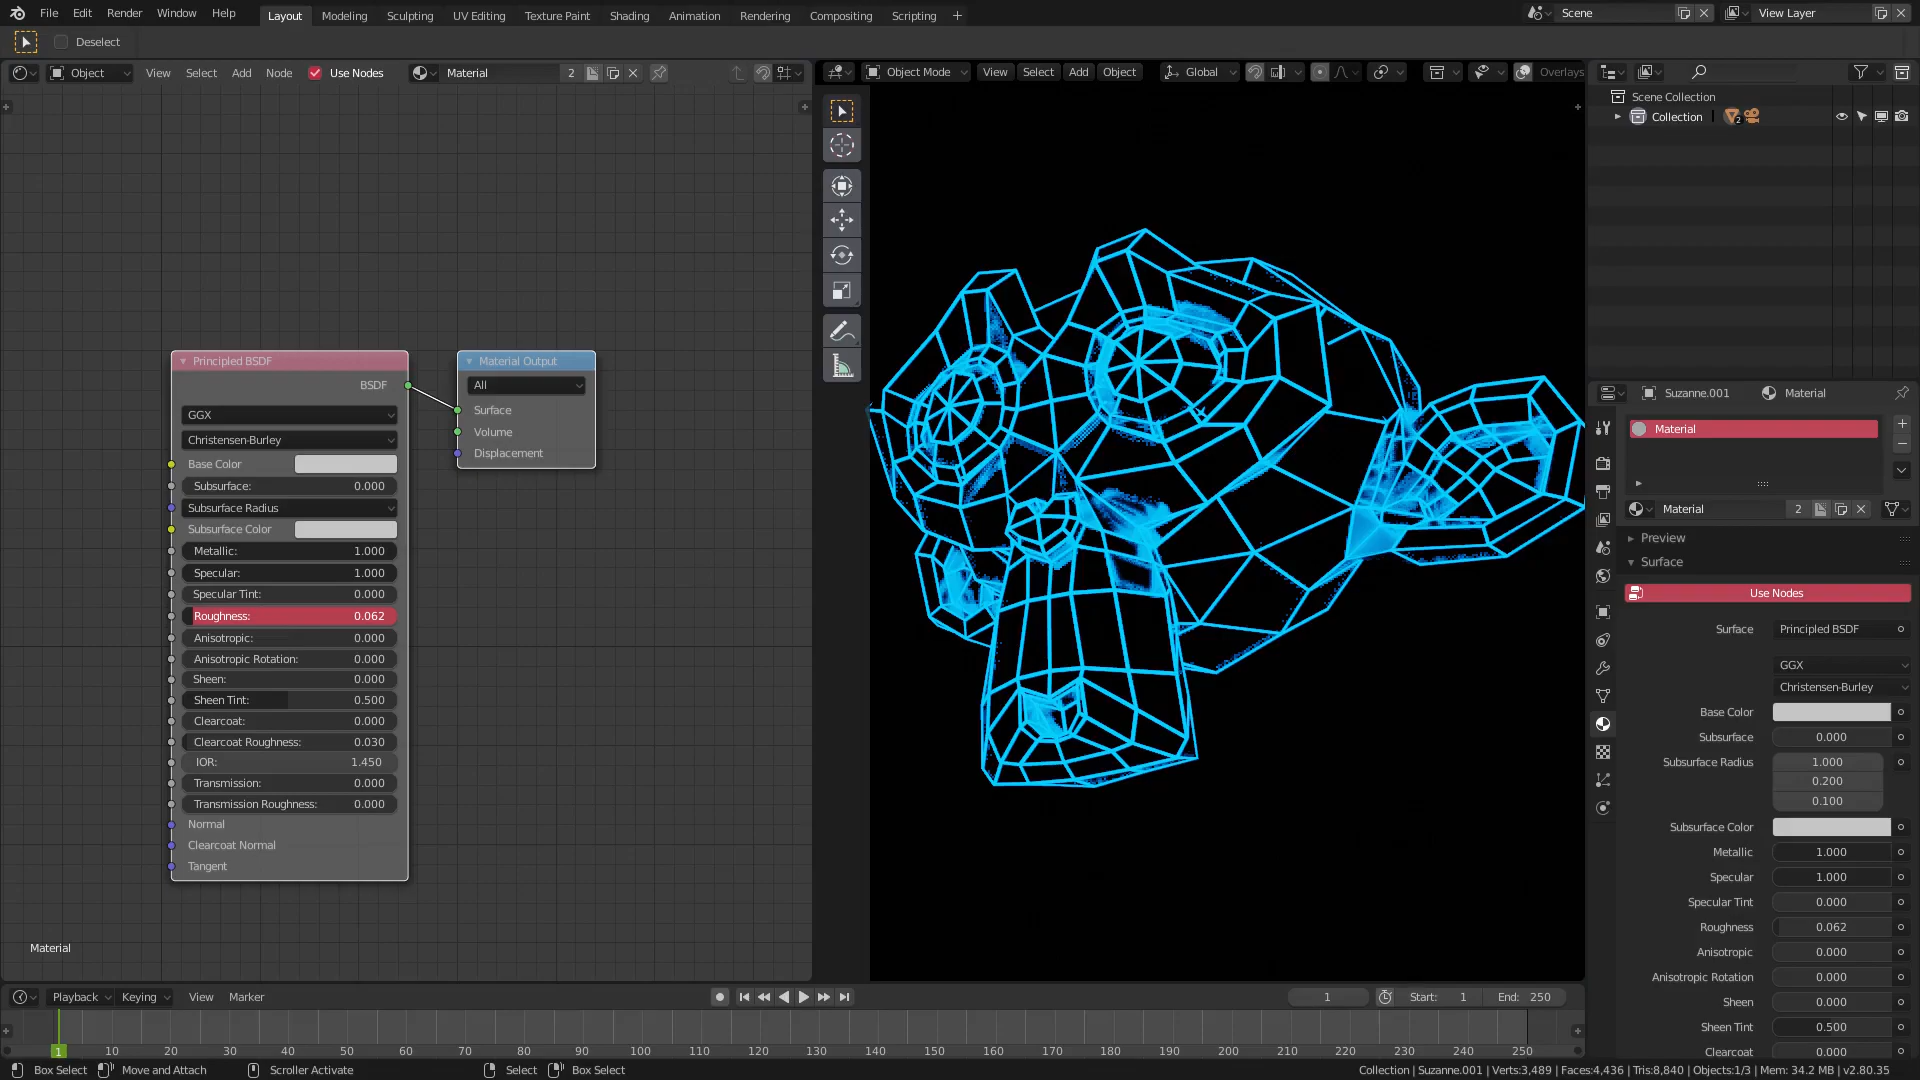 File Edit Render Window Help Layout Modeling Sculpting UV Editing Texture Paint Shading Animation Rendering Compositing Scripting + Scene View Layer
Deselect
Object View Select Add Node Use Nodes Material 2 Object Mode View Select Add Object Global Overlays
Scene Collection
Collection 2
Principled BSDF
BSDF
GGX
Christensen-Burley
Base Color
Subsurface: 0.000
Subsurface Radius
Subsurface Color
Metallic: 1.000
Specular: 1.000
Specular Tint: 0.000
Roughness: 0.062
Anisotropic: 0.000
Anisotropic Rotation: 0.000
Sheen: 0.000
Sheen Tint: 0.500
Clearcoat: 0.000
Clearcoat Roughness: 0.030
IOR: 1.450
Transmission: 0.000
Transmission Roughness: 0.000
Normal
Clearcoat Normal
Tangent
Material Output
All
Surface
Volume
Displacement
Material
Suzanne.001 Material
Material
Material 2
Preview
Surface
Use Nodes
Surface Principled BSDF
GGX
Christensen-Burley
Base Color
Subsurface 0.000
Subsurface Radius 1.000
0.200
0.100
Subsurface Color
Metallic 1.000
Specular 1.000
Specular Tint 0.000
Roughness 0.062
Anisotropic 0.000
Anisotropic Rotation 0.000
Sheen 0.000
Sheen Tint 0.500
Clearcoat 0.000
Playback Keying View Marker 1 Start: 1 End: 250
1 10 20 30 40 50 60 70 80 90 100 110 120 130 140 150 160 170 180 190 200 210 220 230 240 250
Box Select Move and Attach Scroller Activate Select Box Select Collection | Suzanne.001 | Verts:3,489 | Faces:4,436 | Tris:8,840 | Objects:1/3 | Mem: 34.2 MB | v2.80.35